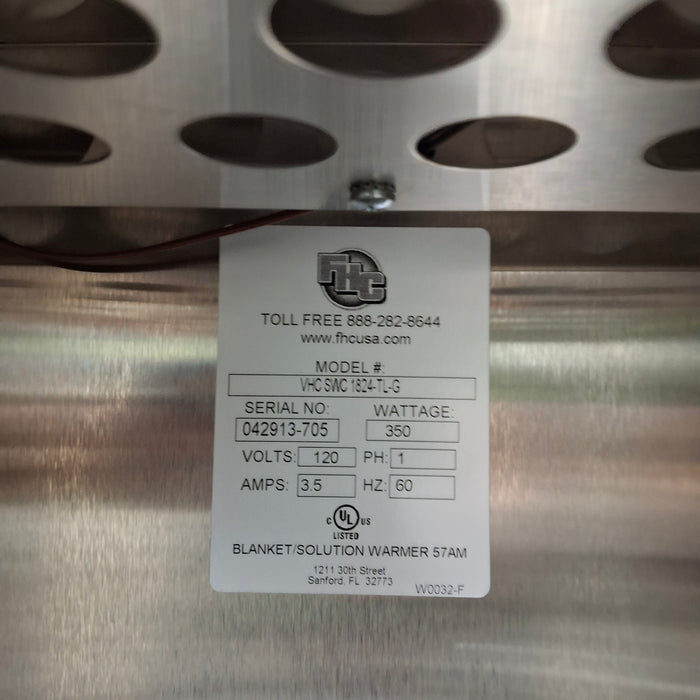 FHC
TOLL FREE 888-282-8644
www.fhcusa.com
MODEL #:
VHC SWC 1824-TL-G
SERIAL NO: WATTAGE:
042913-705 350
VOLTS: 120 PH: 1
AMPS: 3.5 HZ: 60
C UL US
LISTED
BLANKET/SOLUTION WARMER 57AM
1211 30th Street
Sanford, FL 32773
W0032-F